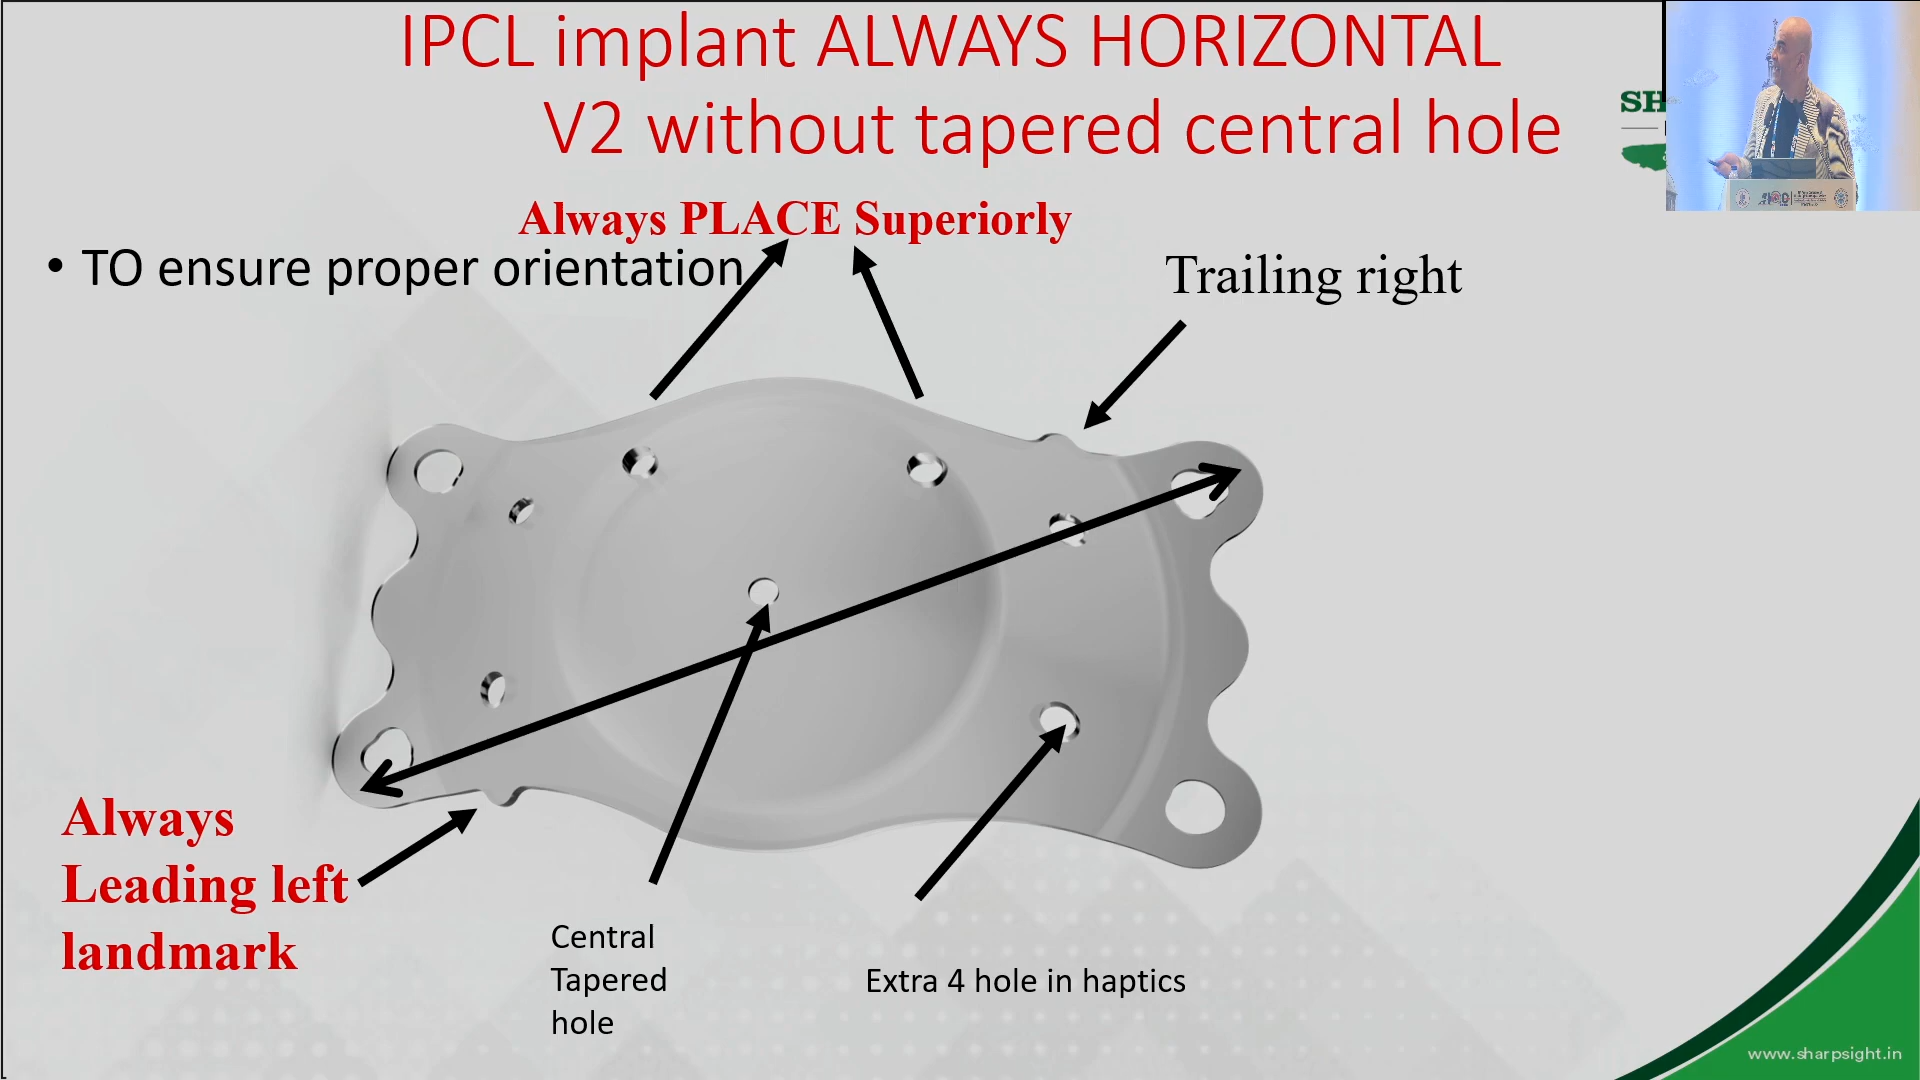 IPCL implant ALWAYS HORIZONTAL
V2 without tapered central hole
SH
Always PLACE Superiorly
• TO ensure proper orientation
Trailing right
Always
Leading left
landmark
Central
Tapered
hole
Extra 4 hole in haptics
www.sharpsight.in